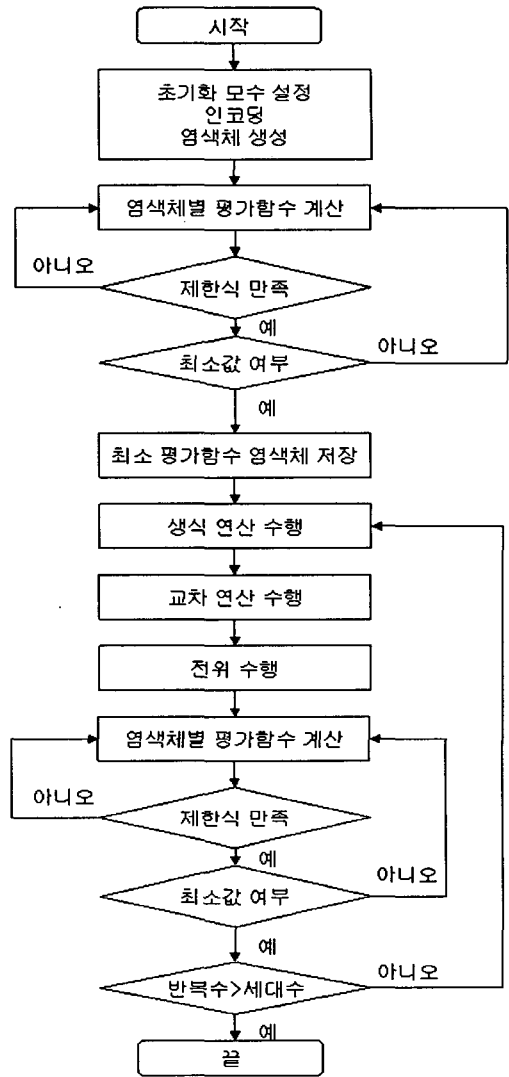 시작
초기화 모수 설정
인코딩
염색체 생성
염색체별 평가함수 계산
아니오
제한식 만족
예
최소값 여부
아니오
예
최소 평가함수 염색체 저장
생식 연산 수행
교차 연산 수행
전위 수행
염색체별 평가함수 계산
아니오
제한식 만족
예
최소값 여부
아니오
예
반복수>세대수
아니오
예
끝